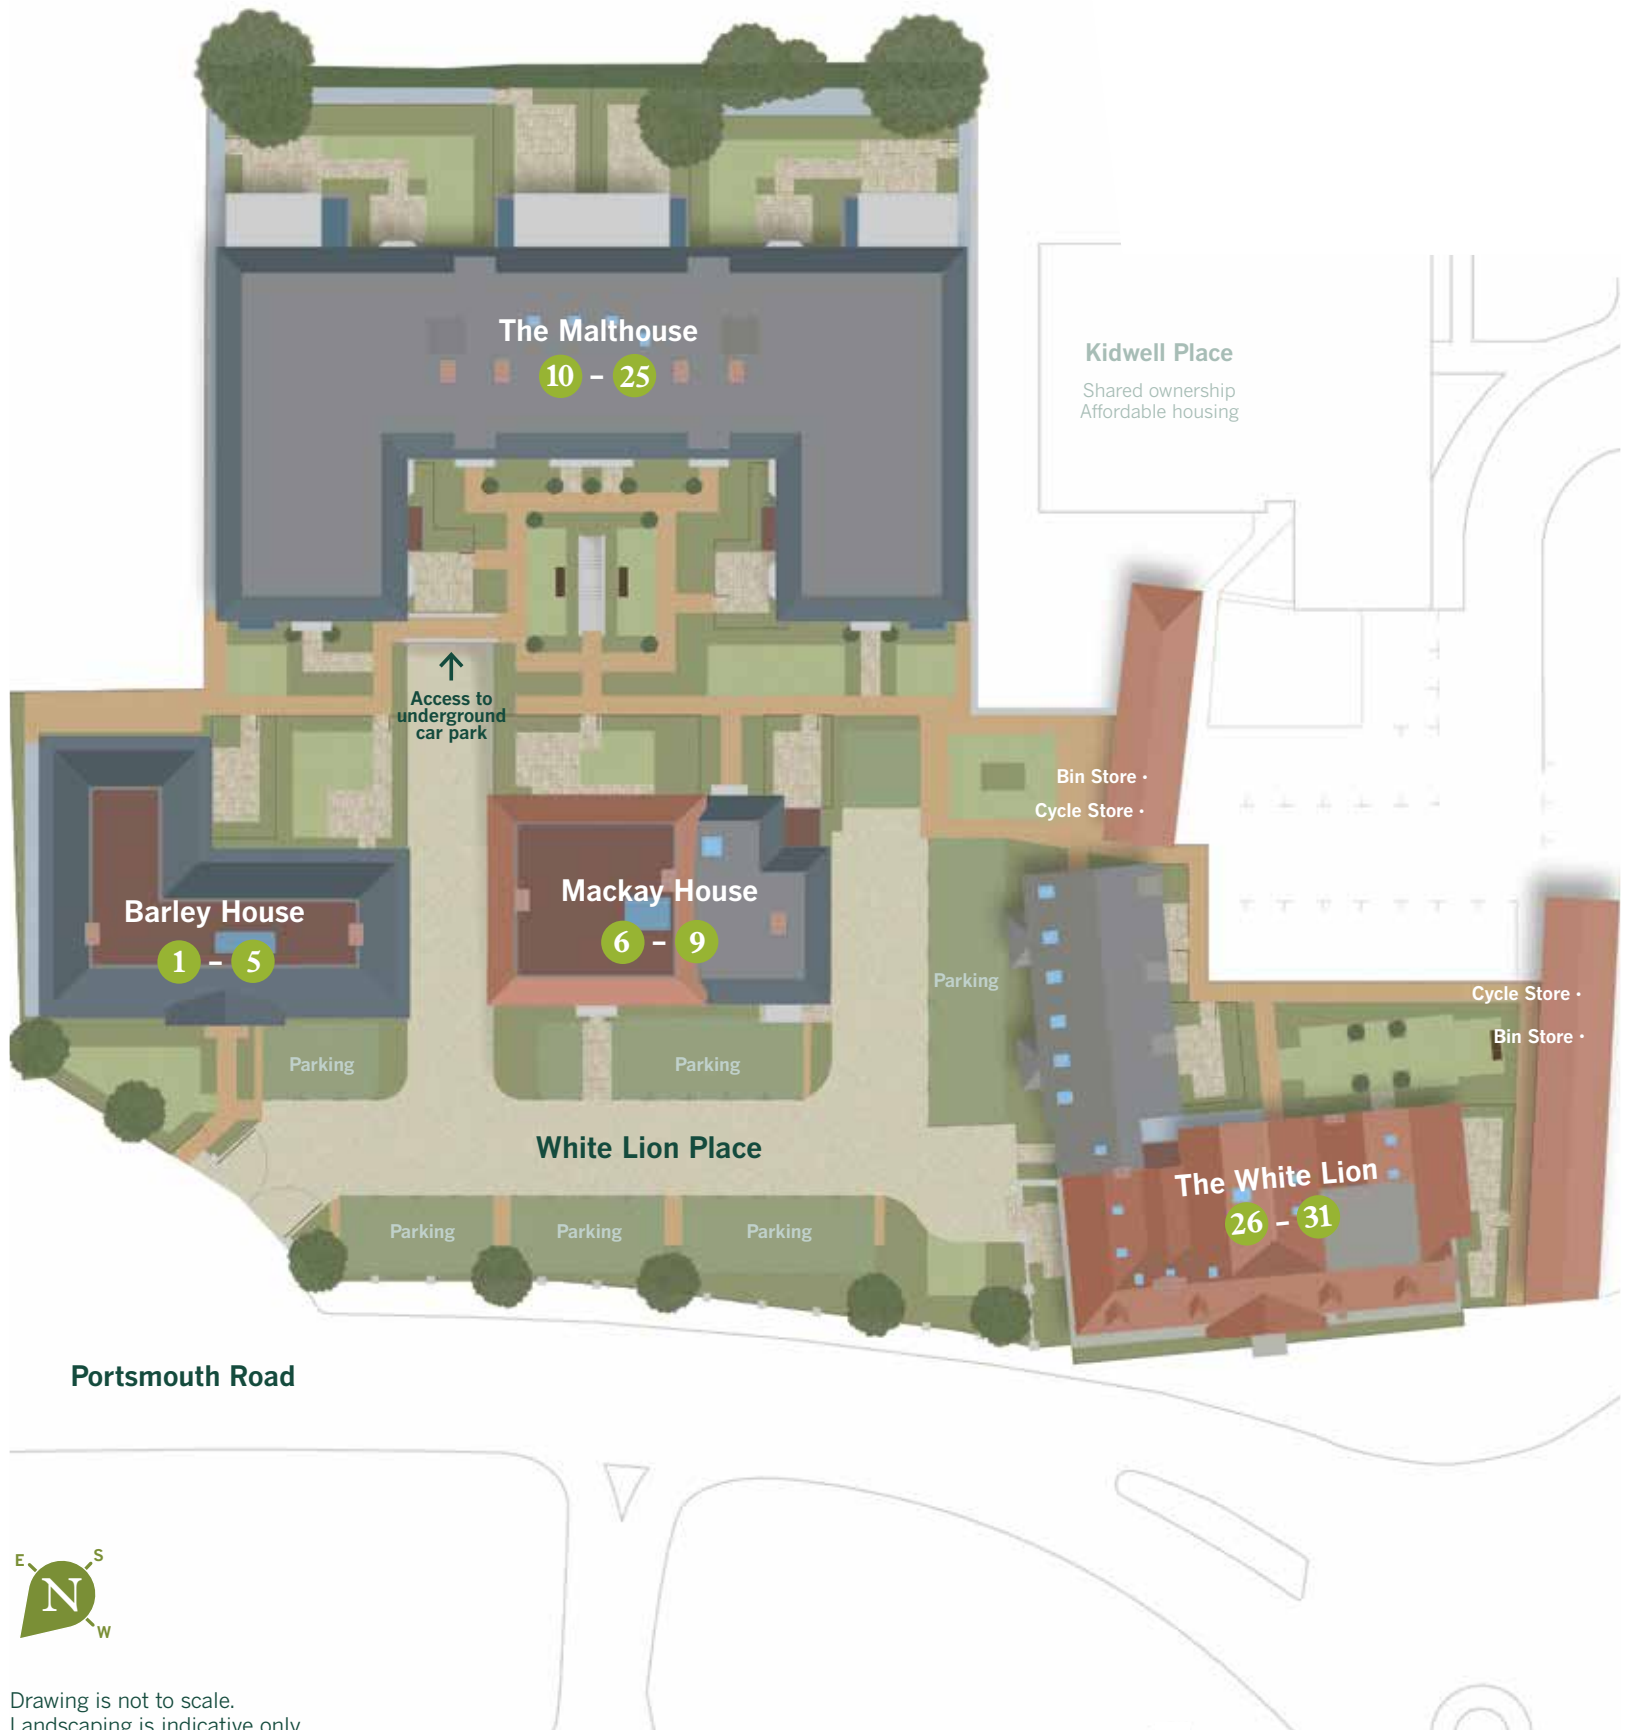 The Malthouse
10 – 25
Kidwell Place
Shared ownership
Affordable housing
Access to
underground
car park
Bin Store •
Cycle Store •
Barley House
1 – 5
Mackay House
6 – 9
Parking
Cycle Store •
Bin Store •
Parking
Parking
White Lion Place
The White Lion
26 – 31
Parking
Parking
Parking
Portsmouth Road
E
S
N
W
Drawing is not to scale.
Landscaping is indicative only